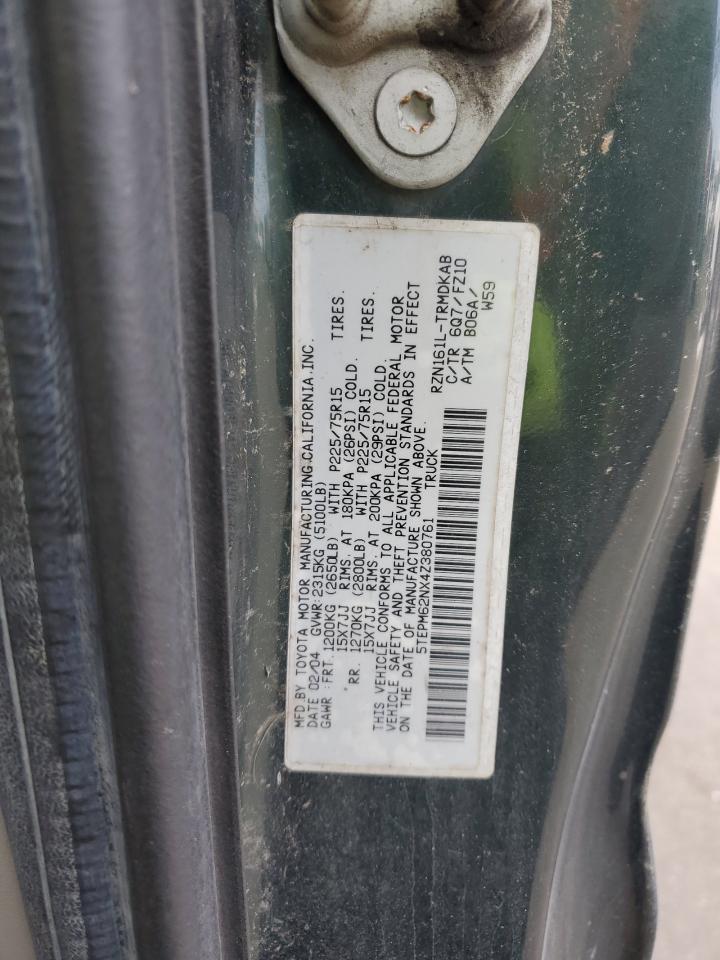 MFD.BY TOYOTA MOTOR MANUFACTURING.CALIFORNIA.INC.
DATE 02/04 GVWR:2315KG (5100LB)
GAWR :FRT.1200KG (2650LB) WITH P225/75R15 TIRES.
15X7JJ RIMS. AT 180KPA (26PSI) COLD.
RR. 1270KG (2800LB) WITH P225/75R15 TIRES.
15X7JJ RIMS. AT 200KPA (29PSI) COLD.
THIS VEHICLE CONFORMS TO ALL APPLICABLE FEDERAL MOTOR
VEHICLE SAFETY AND THEFT PREVENTION STANDARDS IN EFFECT
ON THE DATE OF MANUFACTURE SHOWN ABOVE.
5TEPM62NX4Z380761 TRUCK
RZN161L-TRMDKAB
C/TR 6Q7/FZ10
A/TM B06A/
W59